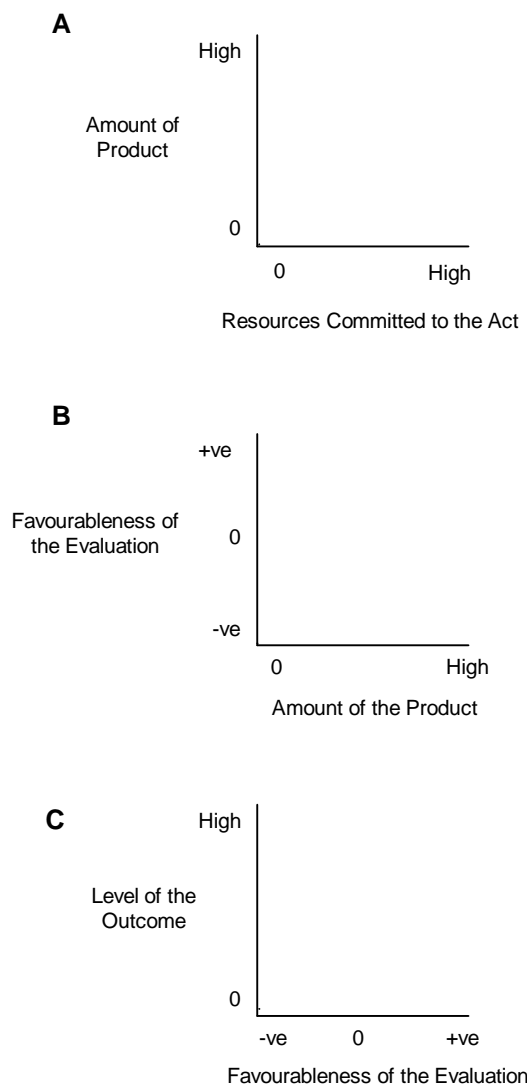 A
High
Amount of
Product
0
0
High
Resources Committed to the Act
B
+ve
Favourableness of
the Evaluation
0
-ve
0
High
Amount of the Product
C
High
Level of the
Outcome
0
-ve
0
+ve
Favourableness of the Evaluation